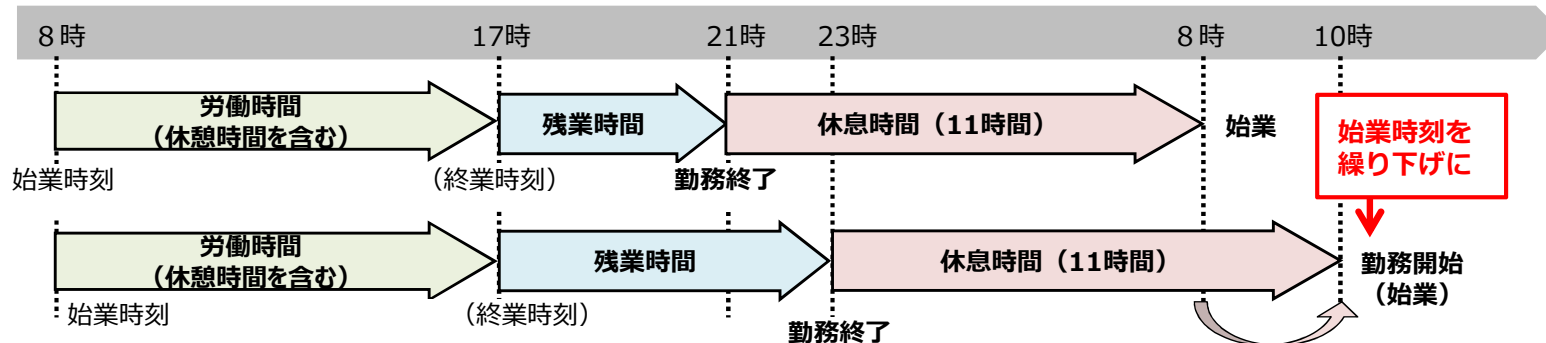 ８時 17時 21時 23時 ８時 10時
労働時間
（休憩時間を含む）
残業時間
休息時間（11時間）
始業
始業時刻を
繰り下げに
始業時刻
（終業時刻）
勤務終了
労働時間
（休憩時間を含む）
残業時間
休息時間（11時間）
勤務開始
（始業）
始業時刻
（終業時刻）
勤務終了